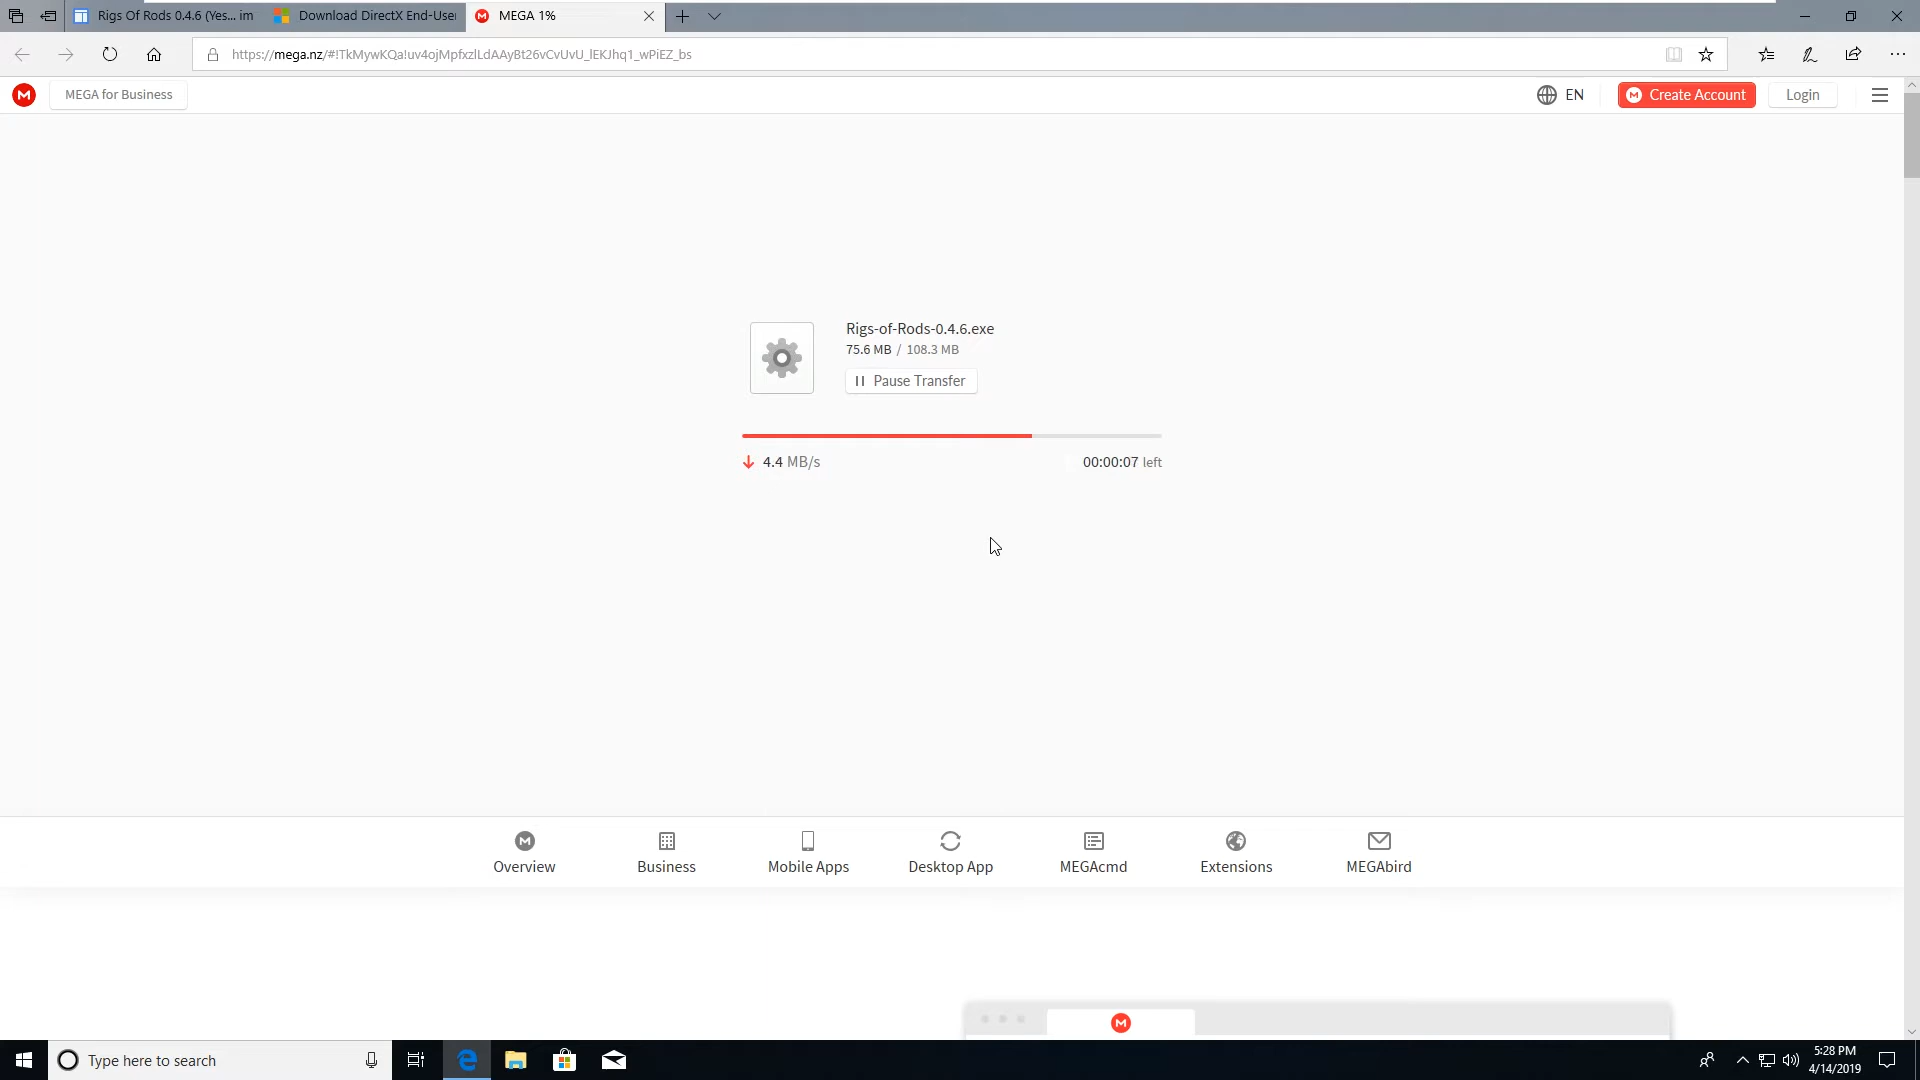 Rigs Of Rods 0.4.6 (Yes... im
Download DirectX End-User
MEGA 1%
https://mega.nz/#!TkMywKQa!uv4ojMpfxzlLdAAyBt26vCvUvU_lEKJhq1_wPiEZ_bs
MEGA for Business
EN
Create Account
Login
Rigs-of-Rods-0.4.6.exe
75.6 MB / 108.3 MB
Pause Transfer
4.4 MB/s
00:00:07 left
Overview
Business
Mobile Apps
Desktop App
MEGAcmd
Extensions
MEGAbird
Type here to search
5:28 PM
4/14/2019